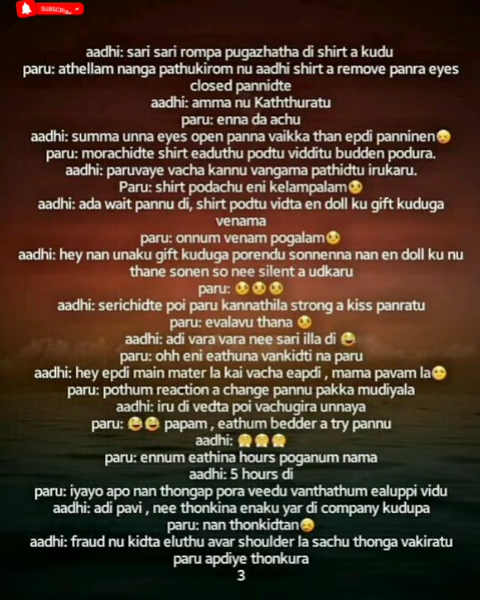 SUBSCRIBE
aadhi: sari sari rompa pugazhatha di shirt a kudu
paru: athellam nanga pathukirom nu aadhi shirt a remove panra eyes
closed pannidte
aadhi: amma nu Kaththuratu
paru: enna da achu
aadhi: summa unna eyes open panna vaikka than epdi panninen😣
paru: morachidte shirt eaduthu podtu vidditu budden podura.
aadhi: paruvaye vacha kannu vangama pathidtu irukaru.
Paru: shirt podachu eni kelampalam😒
aadhi: ada wait pannu di, shirt podtu vidta en doll ku gift kuduga
venama
paru: onnum venam pogalam😒
aadhi: hey nan unaku gift kuduga porendu sonnenna nan en doll ku nu
thane sonen so nee silent a udkaru
paru: 😒😒😒
aadhi: serichidte poi paru kannathila strong a kiss panratu
paru: evalavu thana 😒
aadhi: adi vara vara nee sari illa di 😂
paru: ohh eni eathuna vankidti na paru
aadhi: hey epdi main mater la kai vacha eapdi , mama pavam la😌
paru: pothum reaction a change pannu pakka mudiyala
aadhi: iru di vedta poi vachugira unnaya
paru: 😂😂 papam , eathum bedder a try pannu
aadhi: 😤😤😤
paru: ennum eathina hours poganum nama
aadhi: 5 hours di
paru: iyayo apo nan thongap pora veedu vanthathum ealuppi vidu
aadhi: adi pavi , nee thonkina enaku yar di company kudupa
paru: nan thonkidtan😣
aadhi: fraud nu kidta eluthu avar shoulder la sachu thonga vakiratu
paru apdiye thonkura
3